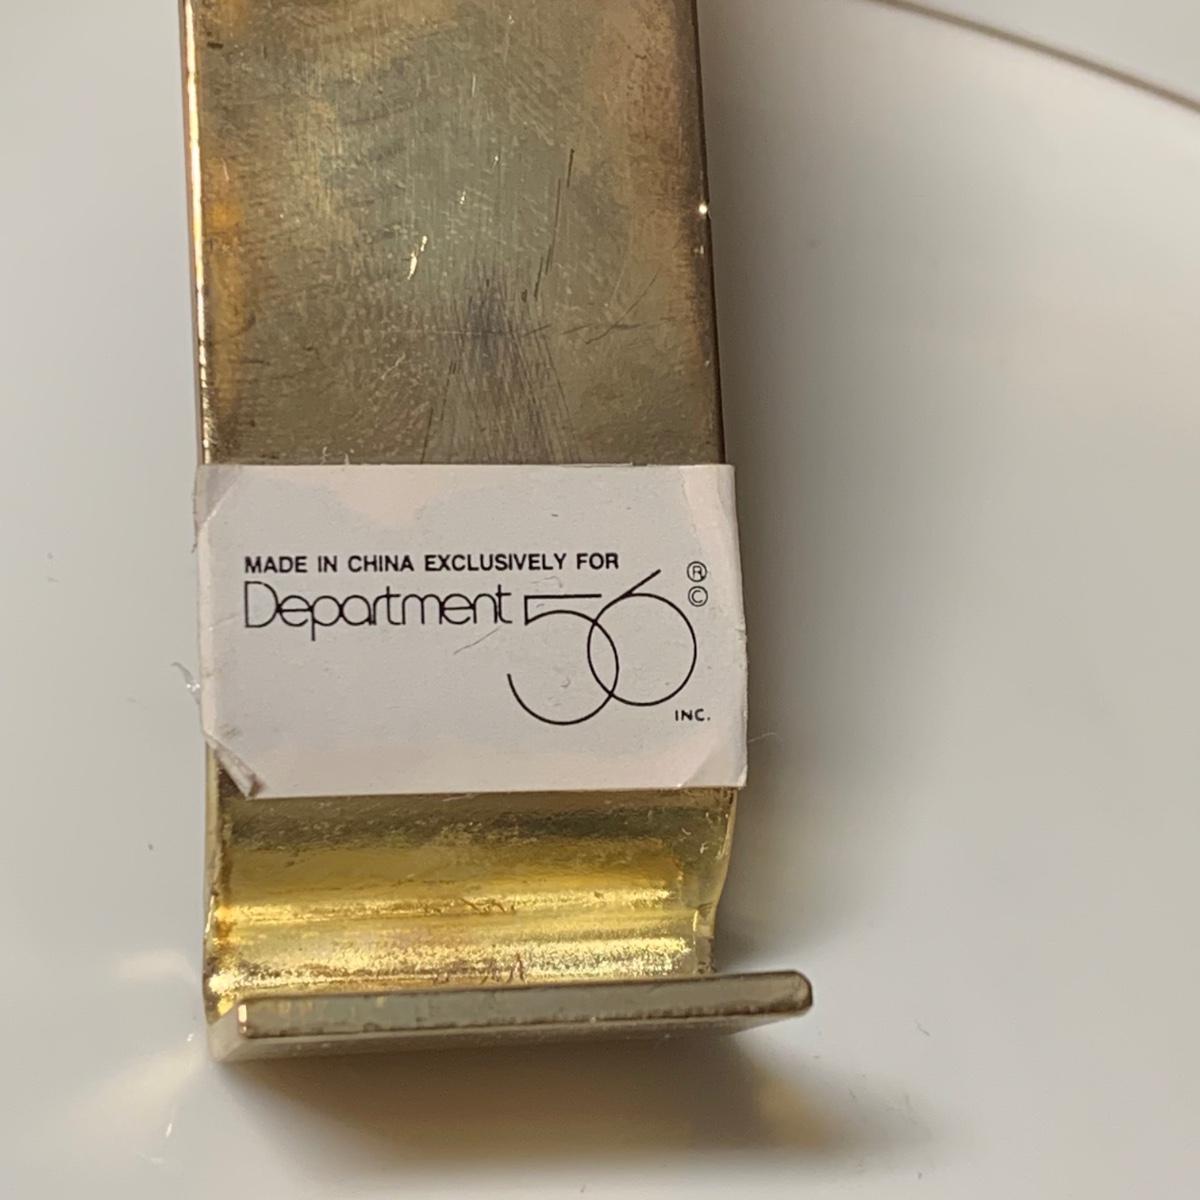 MADE IN CHINA EXCLUSIVELY FOR
Department 56 ® ©
INC.